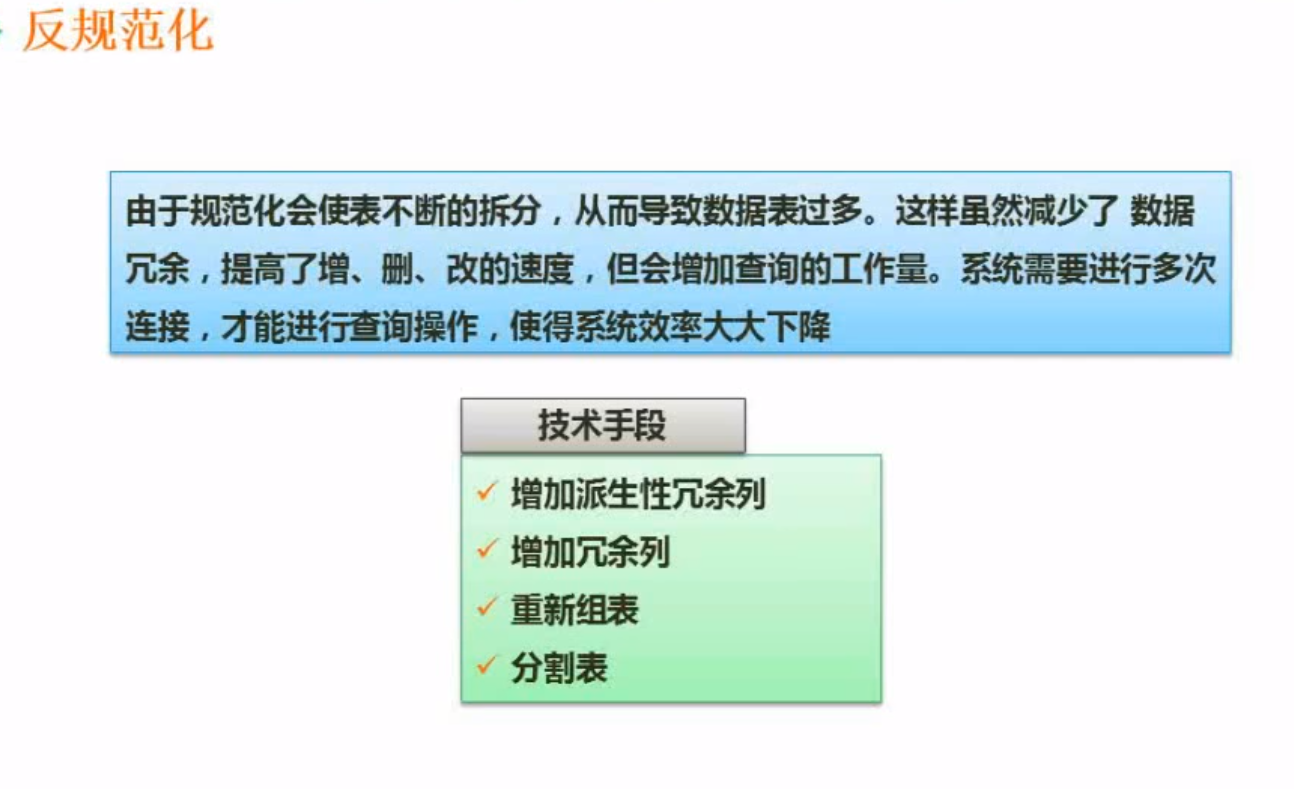 反规范化
由于规范化会使表不断的拆分，从而导致数据表过多。这样虽然减少了 数据
冗余，提高了增、删、改的速度，但会增加查询的工作量。系统需要进行多次
连接，才能进行查询操作，使得系统效率大大下降
技术手段
✓ 增加派生性冗余列
✓ 增加冗余列
✓ 重新组表
✓ 分割表